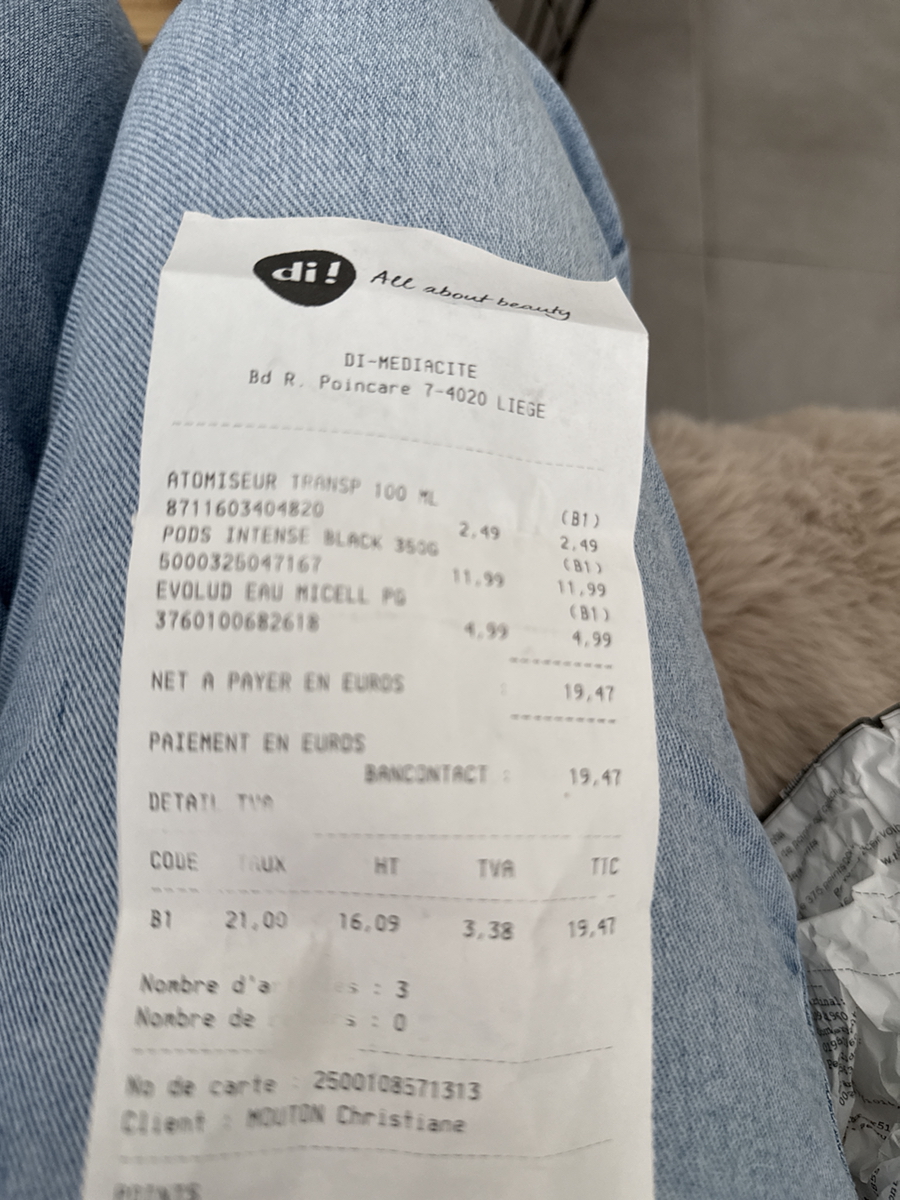 di! All about beauty
DI-MEDIACITE
Bd R. Poincare 7-4020 LIEGE
ATOMISEUR TRANSP 100 ML (B1)
8711603404820 2,49 2,49
PODS INTENSE BLACK 350G (B1)
5000325047167 11,99 11,99
EVOLUD EAU MICELL PG (B1)
3760100682618 4,99 4,99
NET A PAYER EN EUROS : 19,47
PAIEMENT EN EUROS
BANCONTACT : 19,47
DETAIL TVA
CODE TAUX HT TVA TTC
B1 21,00 16,09 3,38 19,47
Nombre d'articles : 3
Nombre de : 0
No de carte : 2500108571313
Client : MOUTON Christiane
POINTS